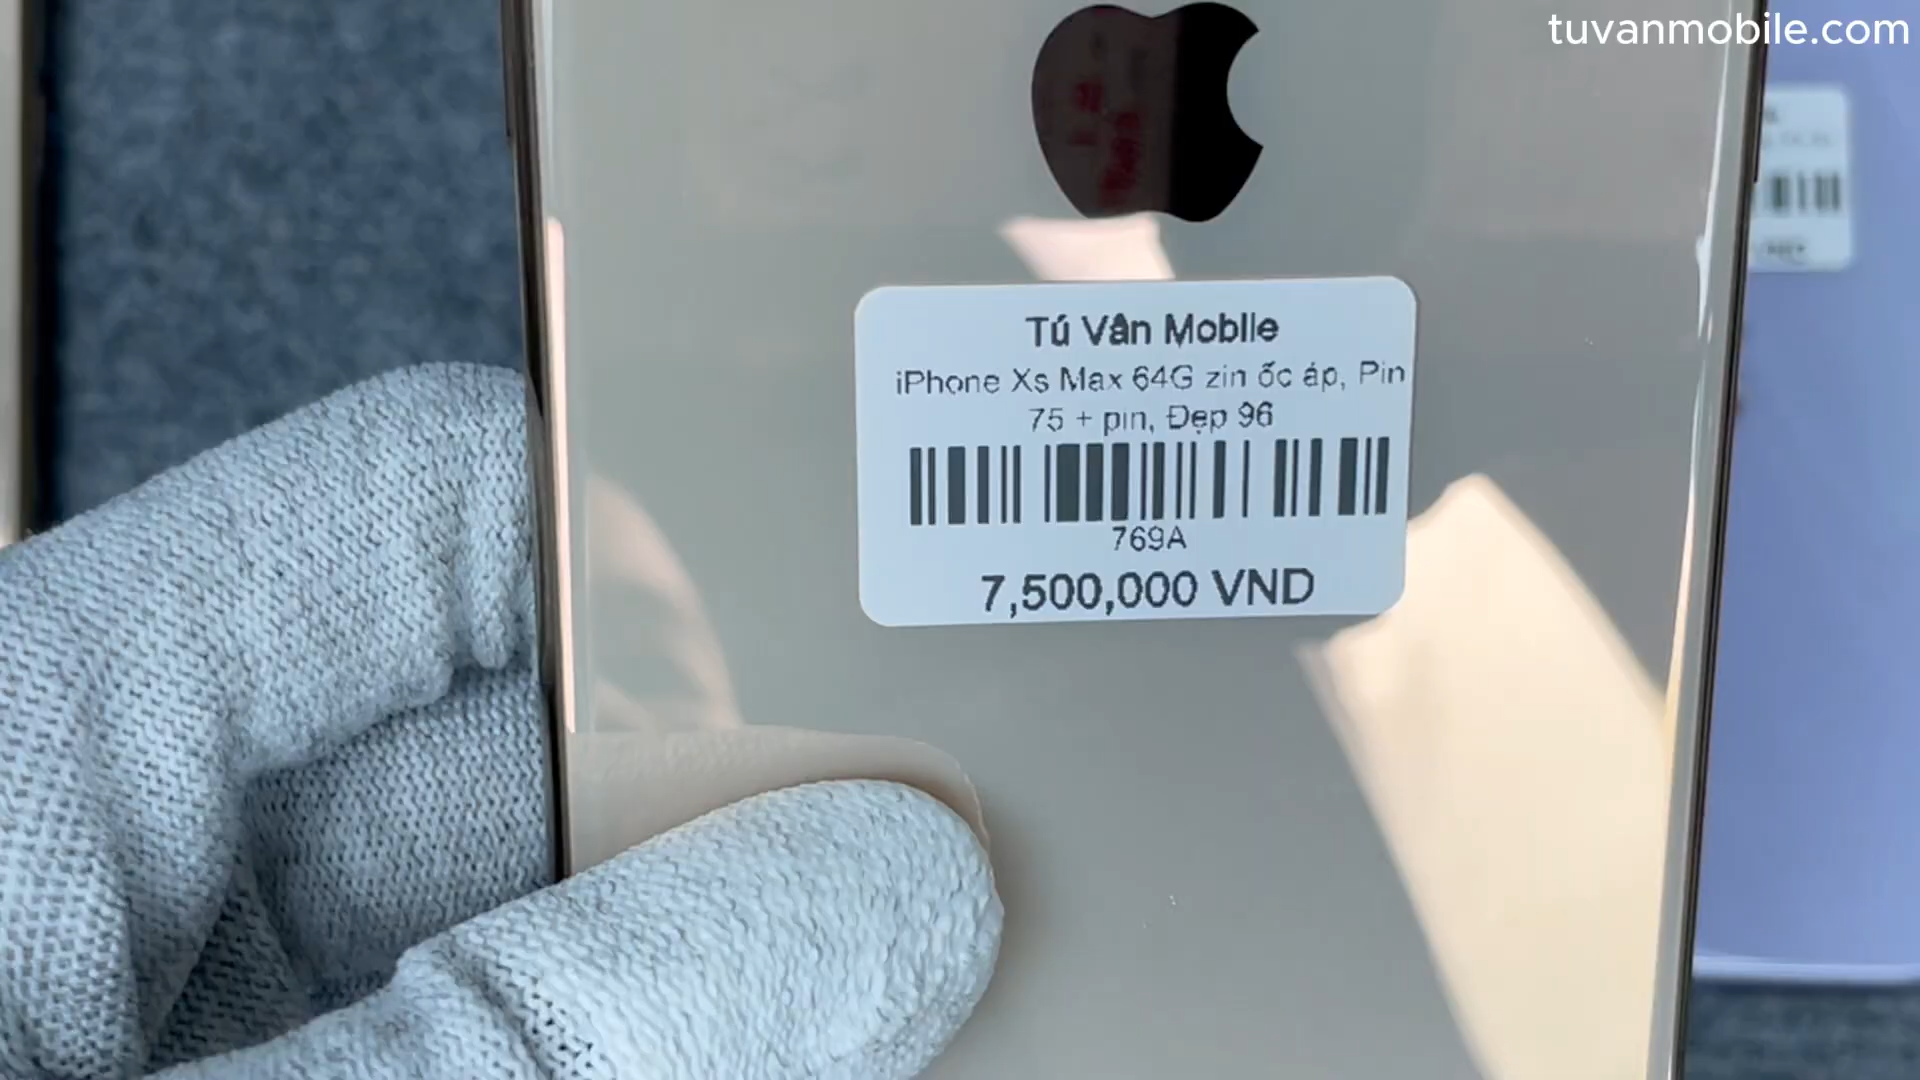 tuvanmobile.com
Tú Vân Mobile
iPhone Xs Max 64G zin ốc áp, Pin
75 + pin, Đẹp 96
769A
7,500,000 VND